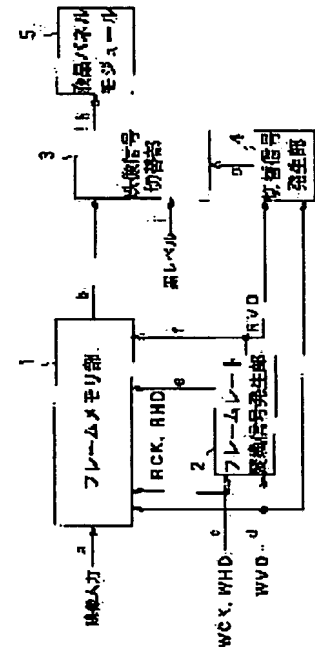 映像入力
a
1
フレームメモリ部
b
3
映像信号
切替部
h
5
液晶パネル
モジュール
黒レベル
i
g
4
切替信号
発生部
f
RVD
e
RCK, RHD
2
フレームレート
変換信号発生部
c
WCK, WHD
d
WVD